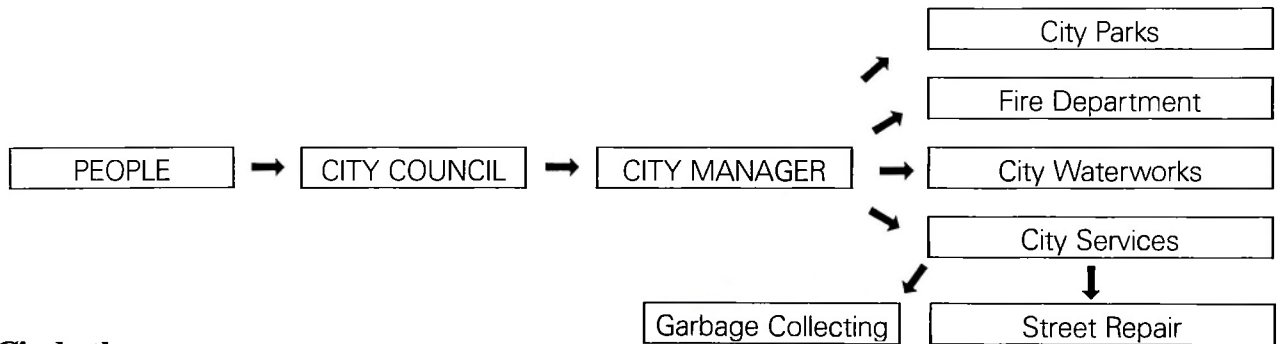 City Parks
Fire Department
PEOPLE
CITY COUNCIL
CITY MANAGER
City Waterworks
City Services
Garbage Collecting
Street Repair